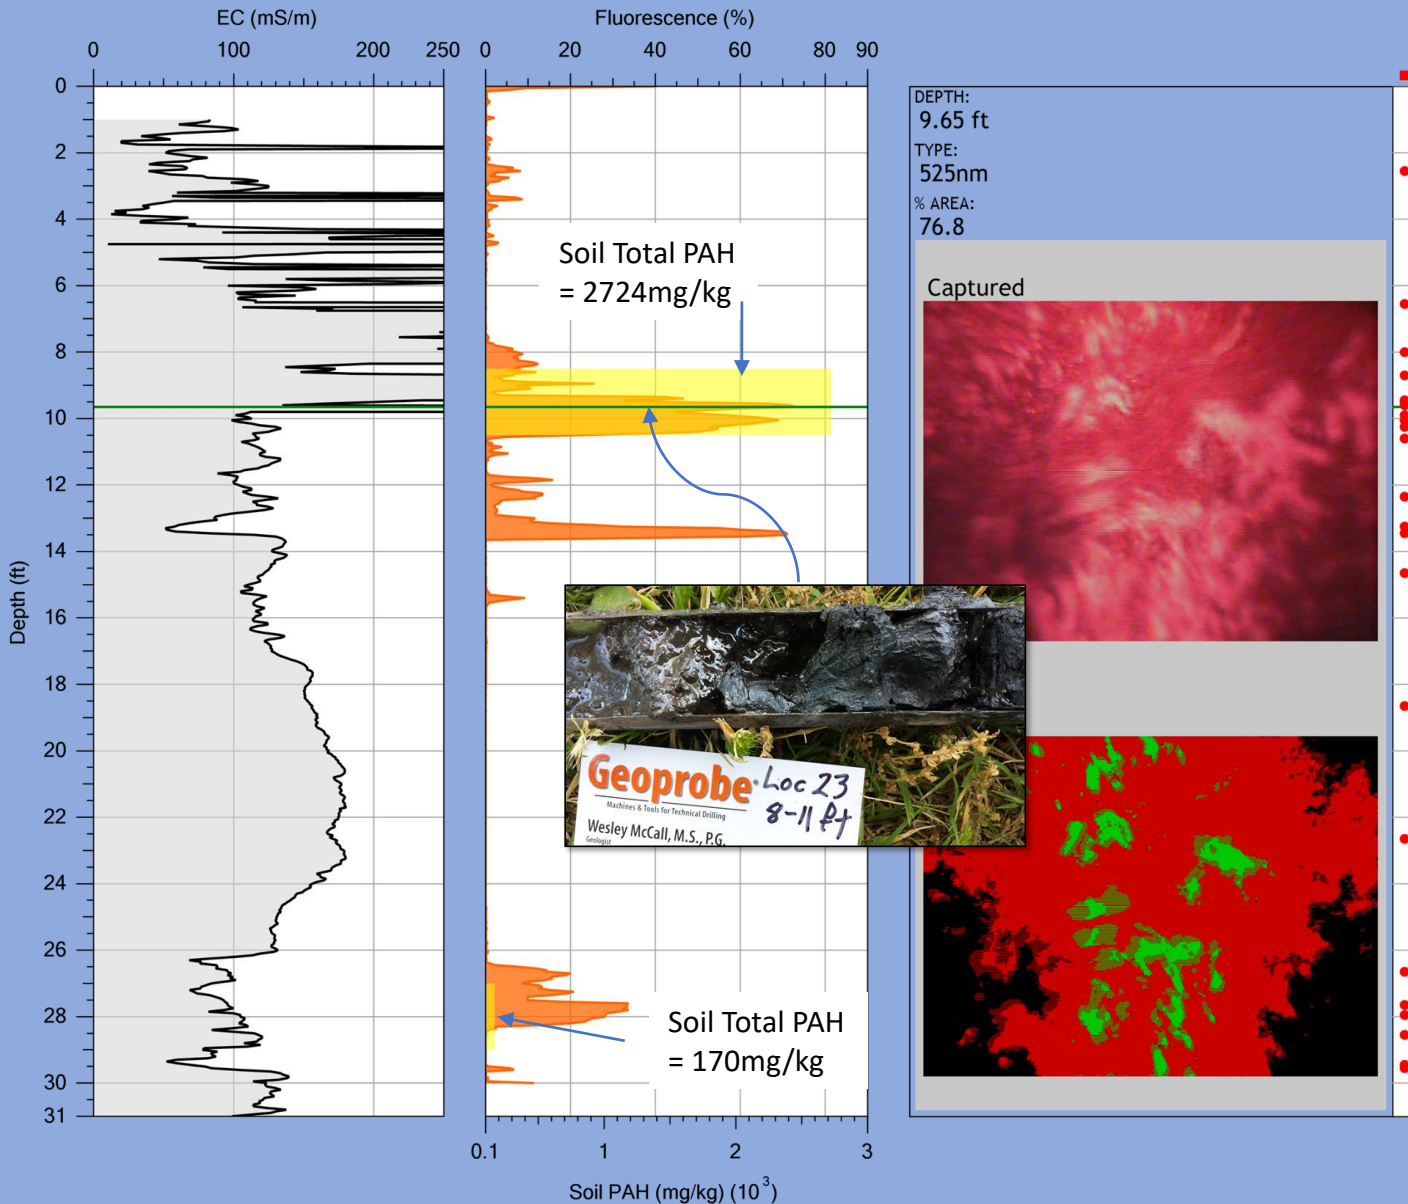 EC (mS/m)
0 100 200 250
Fluorescence (%)
0 20 40 60 80 90
Depth (ft)
0
2
4
6
8
10
12
14
16
18
20
22
24
26
28
30
31
Soil Total PAH
= 2724mg/kg
Soil Total PAH
= 170mg/kg
0.1 1 2 3
Soil PAH (mg/kg) (10³)
Geoprobe
Machines & Tools for Technical Drilling
Wesley McCall, M.S., P.G.
Geologist
Loc 23
8-11 ft
DEPTH:
9.65 ft
TYPE:
525nm
% AREA:
76.8
Captured